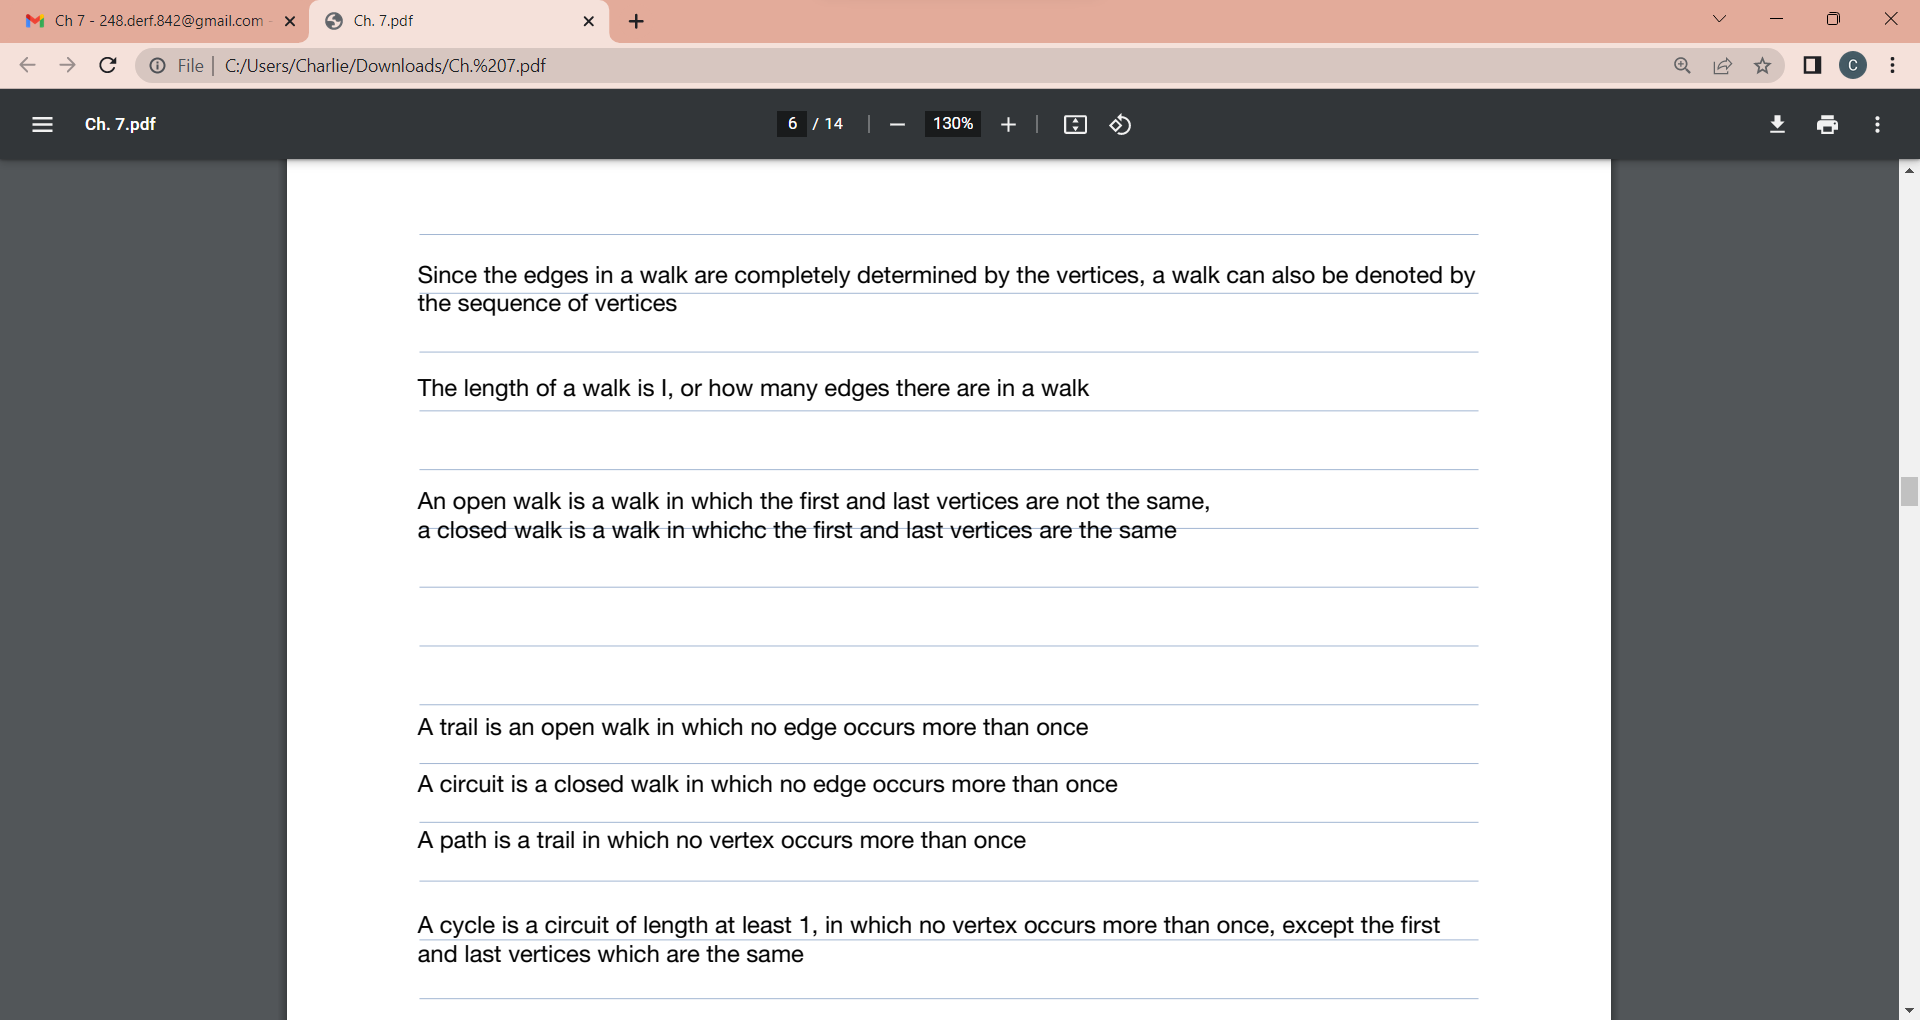 Ch 7 - 248.derf.842@gmail.com -
Ch. 7.pdf
File
C:/Users/Charlie/Downloads/Ch.%207.pdf
C
Ch. 7.pdf
6 / 14
130%
Since the edges in a walk are completely determined by the vertices, a walk can also be denoted by
the sequence of vertices
The length of a walk is l, or how many edges there are in a walk
An open walk is a walk in which the first and last vertices are not the same,
a closed walk is a walk in whichc the first and last vertices are the same
A trail is an open walk in which no edge occurs more than once
A circuit is a closed walk in which no edge occurs more than once
A path is a trail in which no vertex occurs more than once
A cycle is a circuit of length at least 1, in which no vertex occurs more than once, except the first
and last vertices which are the same